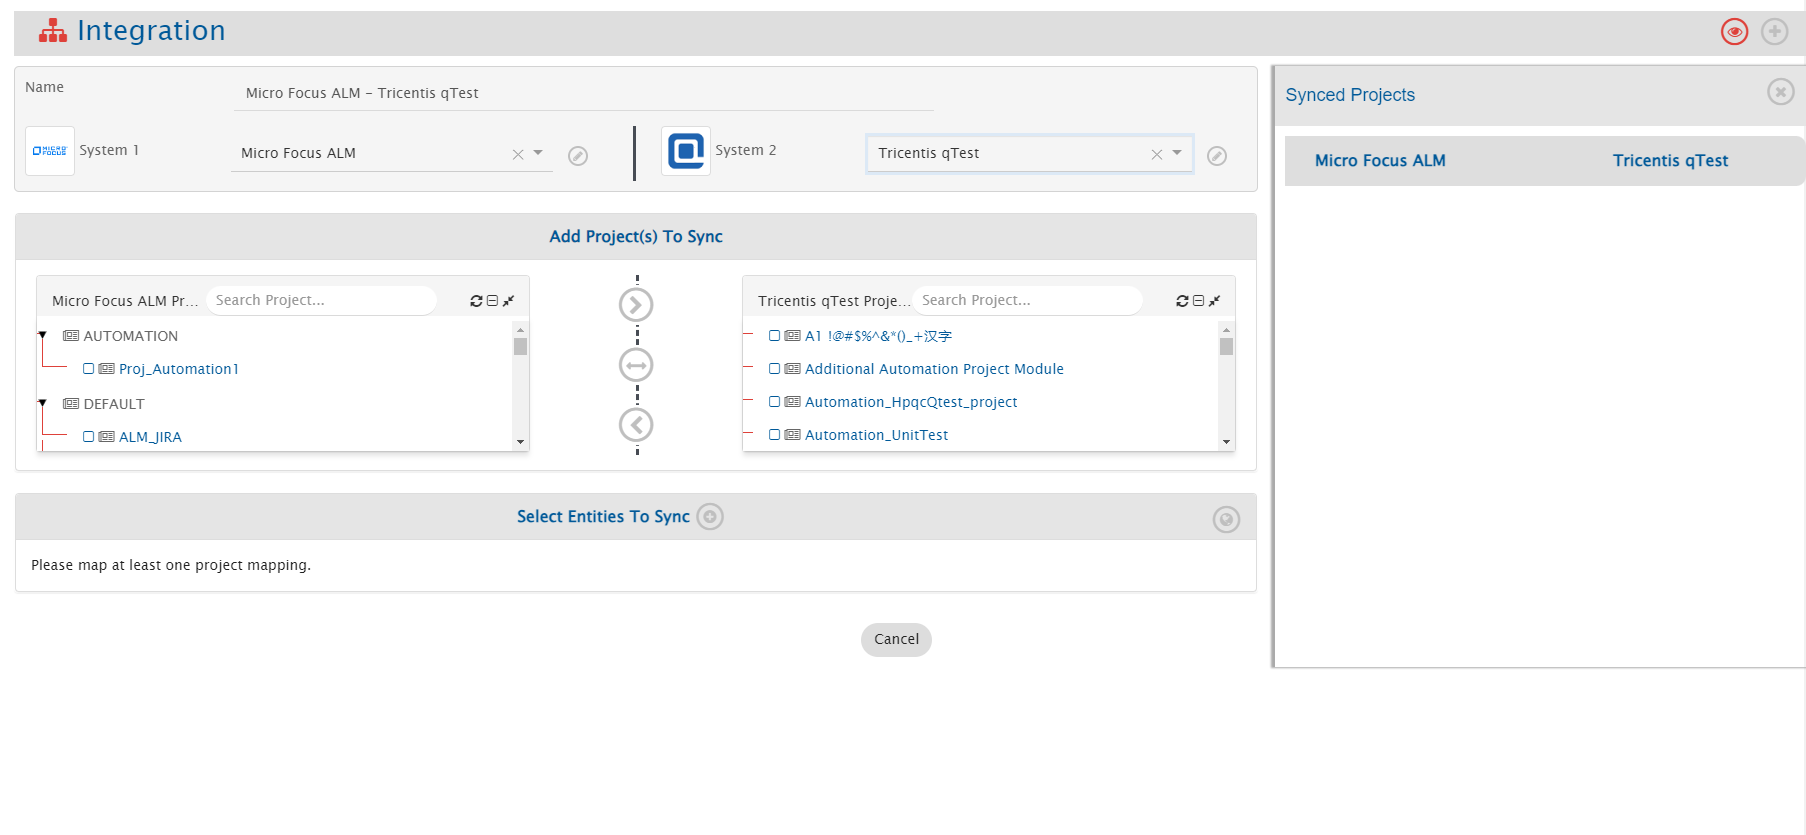 Integration
Name
Micro Focus ALM – Tricentis qTest
MICRO FOCUS
System 1
Micro Focus ALM
System 2
Tricentis qTest
Add Project(s) To Sync
Micro Focus ALM Pr...
Search Project...
AUTOMATION
Proj_Automation1
DEFAULT
ALM_JIRA
Tricentis qTest Proje...
Search Project...
A1 !@#$%^&*()_+汉字
Additional Automation Project Module
Automation_HpqcQtest_project
Automation_UnitTest
Select Entities To Sync
Please map at least one project mapping.
Cancel
Synced Projects
Micro Focus ALM
Tricentis qTest